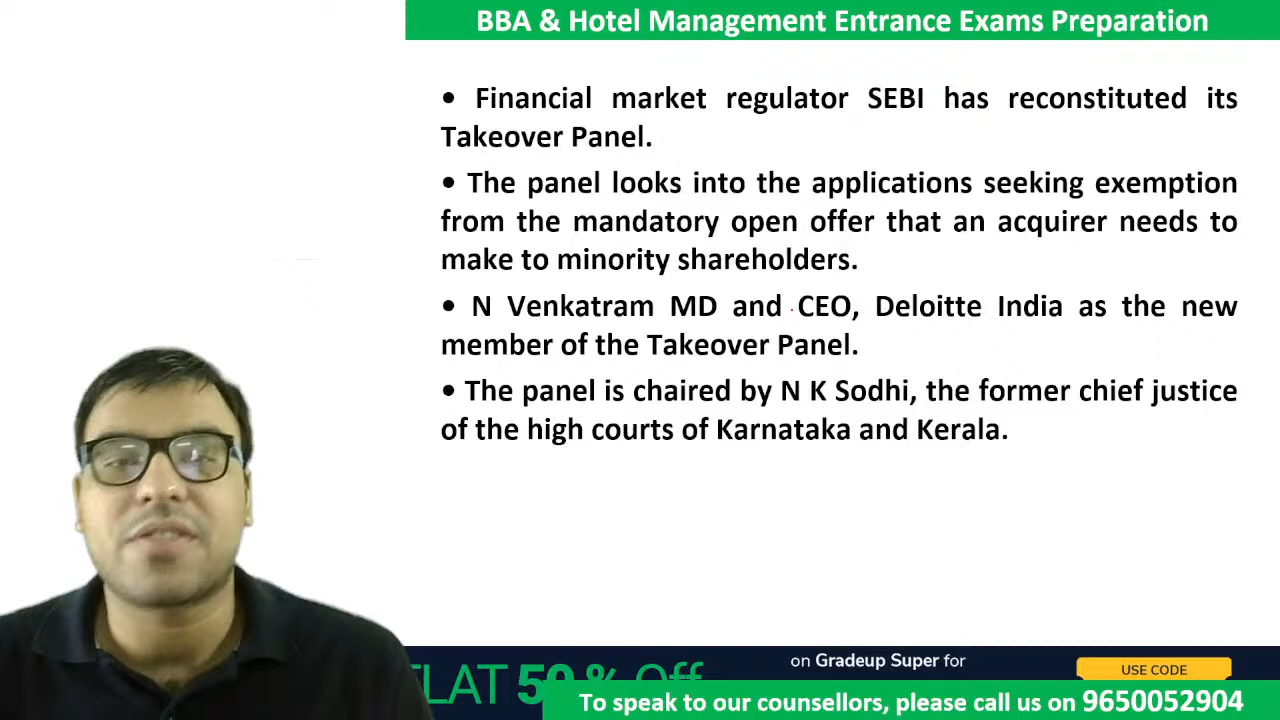 BBA & Hotel Management Entrance Exams Preparation
• Financial market regulator SEBI has reconstituted its
Takeover Panel.
• The panel looks into the applications seeking exemption
from the mandatory open offer that an acquirer needs to
make to minority shareholders.
• N Venkatram MD and CEO, Deloitte India as the new
member of the Takeover Panel.
• The panel is chaired by N K Sodhi, the former chief justice
of the high courts of Karnataka and Kerala.
on Gradeup Super for
USE CODE
FLAT 50% Off
To speak to our counsellors, please call us on 9650052904